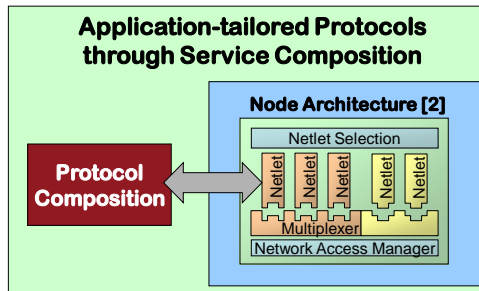 Application-tailored Protocols
through Service Composition
Node Architecture [2]
Netlet Selection
Protocol
Composition
Netlet
Netlet
Netlet
Netlet
Netlet
Multiplexer
Network Access Manager